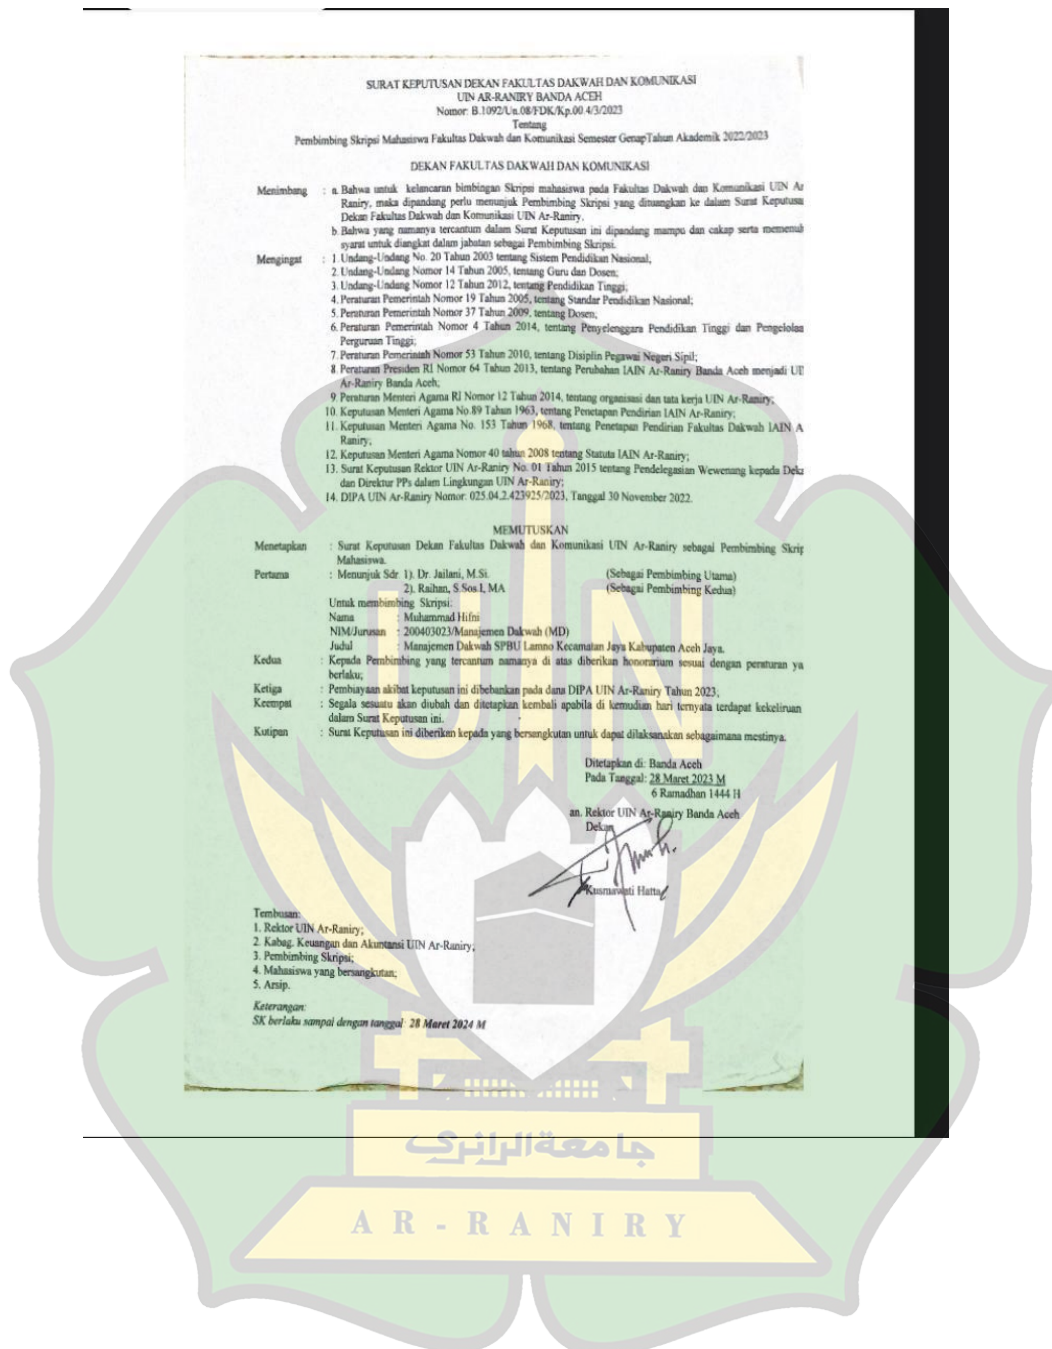 SURAT KEPUTUSAN DEKAN FAKULTAS DAKWAH DAN KOMUNIKASI
UIN AR-RANIRY BANDA ACEH
Nomor: B.1092/Un.08/FDK/Kp.00.4/3/2023
Tentang
Pembimbing Skripsi Mahasiswa Fakultas Dakwah dan Komunikasi Semester GenapTahun Akademik 2022/2023
DEKAN FAKULTAS DAKWAH DAN KOMUNIKASI
Menimbang : a. Bahwa untuk kelancaran bimbingan Skripsi mahasiswa pada Fakultas Dakwah dan Komunikasi UIN Ar
Raniry, maka dipandang perlu menunjuk Pembimbing Skripsi yang dituangkan ke dalam Surat Keputusa
Dekan Fakultas Dakwah dan Komunikasi UIN Ar-Raniry.
b. Bahwa yang namanya tercantum dalam Surat Keputusan ini dipandang mampu dan cakap serta memenuh
syarat untuk diangkat dalam jabatan sebagai Pembimbing Skripsi.
Mengingat : 1. Undang-Undang No. 20 Tahun 2003 tentang Sistem Pendidikan Nasional;
2. Undang-Undang Nomor 14 Tahun 2005, tentang Guru dan Dosen;
3. Undang-Undang Nomor 12 Tahun 2012, tentang Pendidikan Tinggi;
4. Peraturan Pemerintah Nomor 19 Tahun 2005, tentang Standar Pendidikan Nasional;
5. Peraturan Pemerintah Nomor 37 Tahun 2009, tentang Dosen;
6. Peraturan Pemerintah Nomor 4 Tahun 2014, tentang Penyelenggara Pendidikan Tinggi dan Pengelolaa
Perguruan Tinggi;
7. Peraturan Pemerintah Nomor 53 Tahun 2010, tentang Disiplin Pegawai Negeri Sipil;
8. Peraturan Presiden RI Nomor 64 Tahun 2013, tentang Perubahan IAIN Ar-Raniry Banda Aceh menjadi UI
Ar-Raniry Banda Aceh;
9. Peraturan Menteri Agama RI Nomor 12 Tahun 2014, tentang organisasi dan tata kerja UIN Ar-Raniry;
10. Keputusan Menteri Agama No.89 Tahun 1963, tentang Penetapan Pendirian IAIN Ar-Raniry;
11. Keputusan Menteri Agama No. 153 Tahun 1968, tentang Penetapan Pendirian Fakultas Dakwah IAIN A
Raniry;
12. Keputusan Menteri Agama Nomor 40 tahun 2008 tentang Statuta IAIN Ar-Raniry;
13. Surat Keputusan Rektor UIN Ar-Raniry No. 01 Tahun 2015 tentang Pendelegasian Wewenang kepada Deka
dan Direktur PPs dalam Lingkungan UIN Ar-Raniry;
14. DIPA UIN Ar-Raniry Nomor: 025.04.2.423925/2023, Tanggal 30 November 2022.
MEMUTUSKAN
Menetapkan : Surat Keputusan Dekan Fakultas Dakwah dan Komunikasi UIN Ar-Raniry sebagai Pembimbing Skrip
Mahasiswa.
Pertama : Menunjuk Sdr 1). Dr. Jailani, M.Si. (Sebagai Pembimbing Utama)
2). Raihan, S.Sos.I, MA (Sebagai Pembimbing Kedua)
Untuk membimbing Skripsi:
Nama : Muhammad Hifni
NIM/Jurusan : 200403023/Manajemen Dakwah (MD)
Judul : Manajemen Dakwah SPBU Lamno Kecamatan Jaya Kabupaten Aceh Jaya.
Kedua : Kepada Pembimbing yang tercantum namanya di atas diberikan honorarium sesuai dengan peraturan ya
berlaku;
Ketiga : Pembiayaan akibat keputusan ini dibebankan pada dana DIPA UIN Ar-Raniry Tahun 2023;
Keempat : Segala sesuatu akan diubah dan ditetapkan kembali apabila di kemudian hari ternyata terdapat kekeliruan
dalam Surat Keputusan ini.
Kutipan : Surat Keputusan ini diberikan kepada yang bersangkutan untuk dapat dilaksanakan sebagaimana mestinya.
Ditetapkan di: Banda Aceh
Pada Tanggal: 28 Maret 2023 M
6 Ramadhan 1444 H
an. Rektor UIN Ar-Raniry Banda Aceh
Dekan
Kusmawati Hatta
Tembusan:
1. Rektor UIN Ar-Raniry;
2. Kabag. Keuangan dan Akuntansi UIN Ar-Raniry;
3. Pembimbing Skripsi;
4. Mahasiswa yang bersangkutan;
5. Arsip.
Keterangan:
SK berlaku sampai dengan tanggal 28 Maret 2024 M
UIN
جامعة الرانري
AR-RANIRY